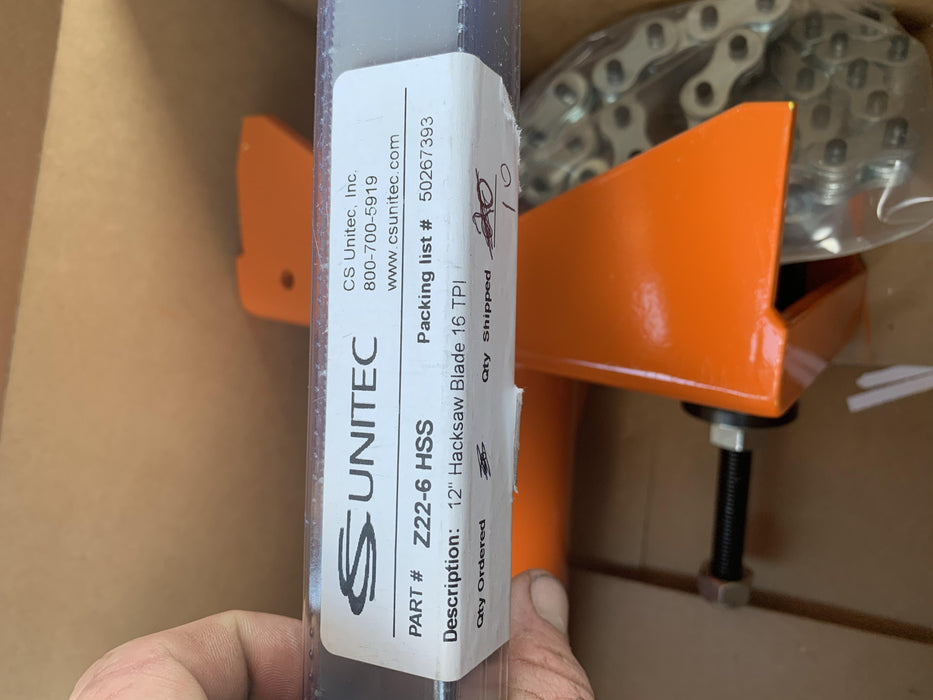 CS UNITEC
CS Unitec, Inc.
800-700-5919
www.csunitec.com
PART # Z22-6 HSS Packing list # 50267393
Description: 12" Hacksaw Blade 16 TPI
Qty Ordered Qty Shipped 20
10